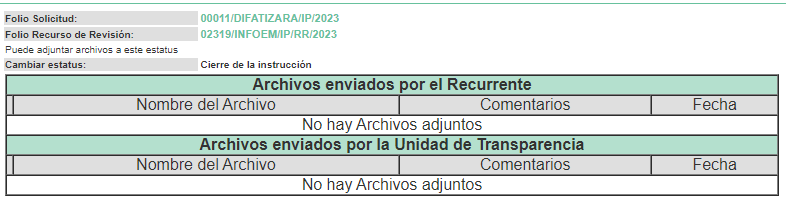 Folio Solicitud: 00011/DIFATIZARA/IP/2023
Folio Recurso de Revisión: 02319/INFOEM/IP/RR/2023
Puede adjuntar archivos a este estatus
Cambiar estatus: Cierre de la instrucción
Archivos enviados por el Recurrente
Nombre del Archivo Comentarios Fecha
No hay Archivos adjuntos
Archivos enviados por la Unidad de Transparencia
Nombre del Archivo Comentarios Fecha
No hay Archivos adjuntos